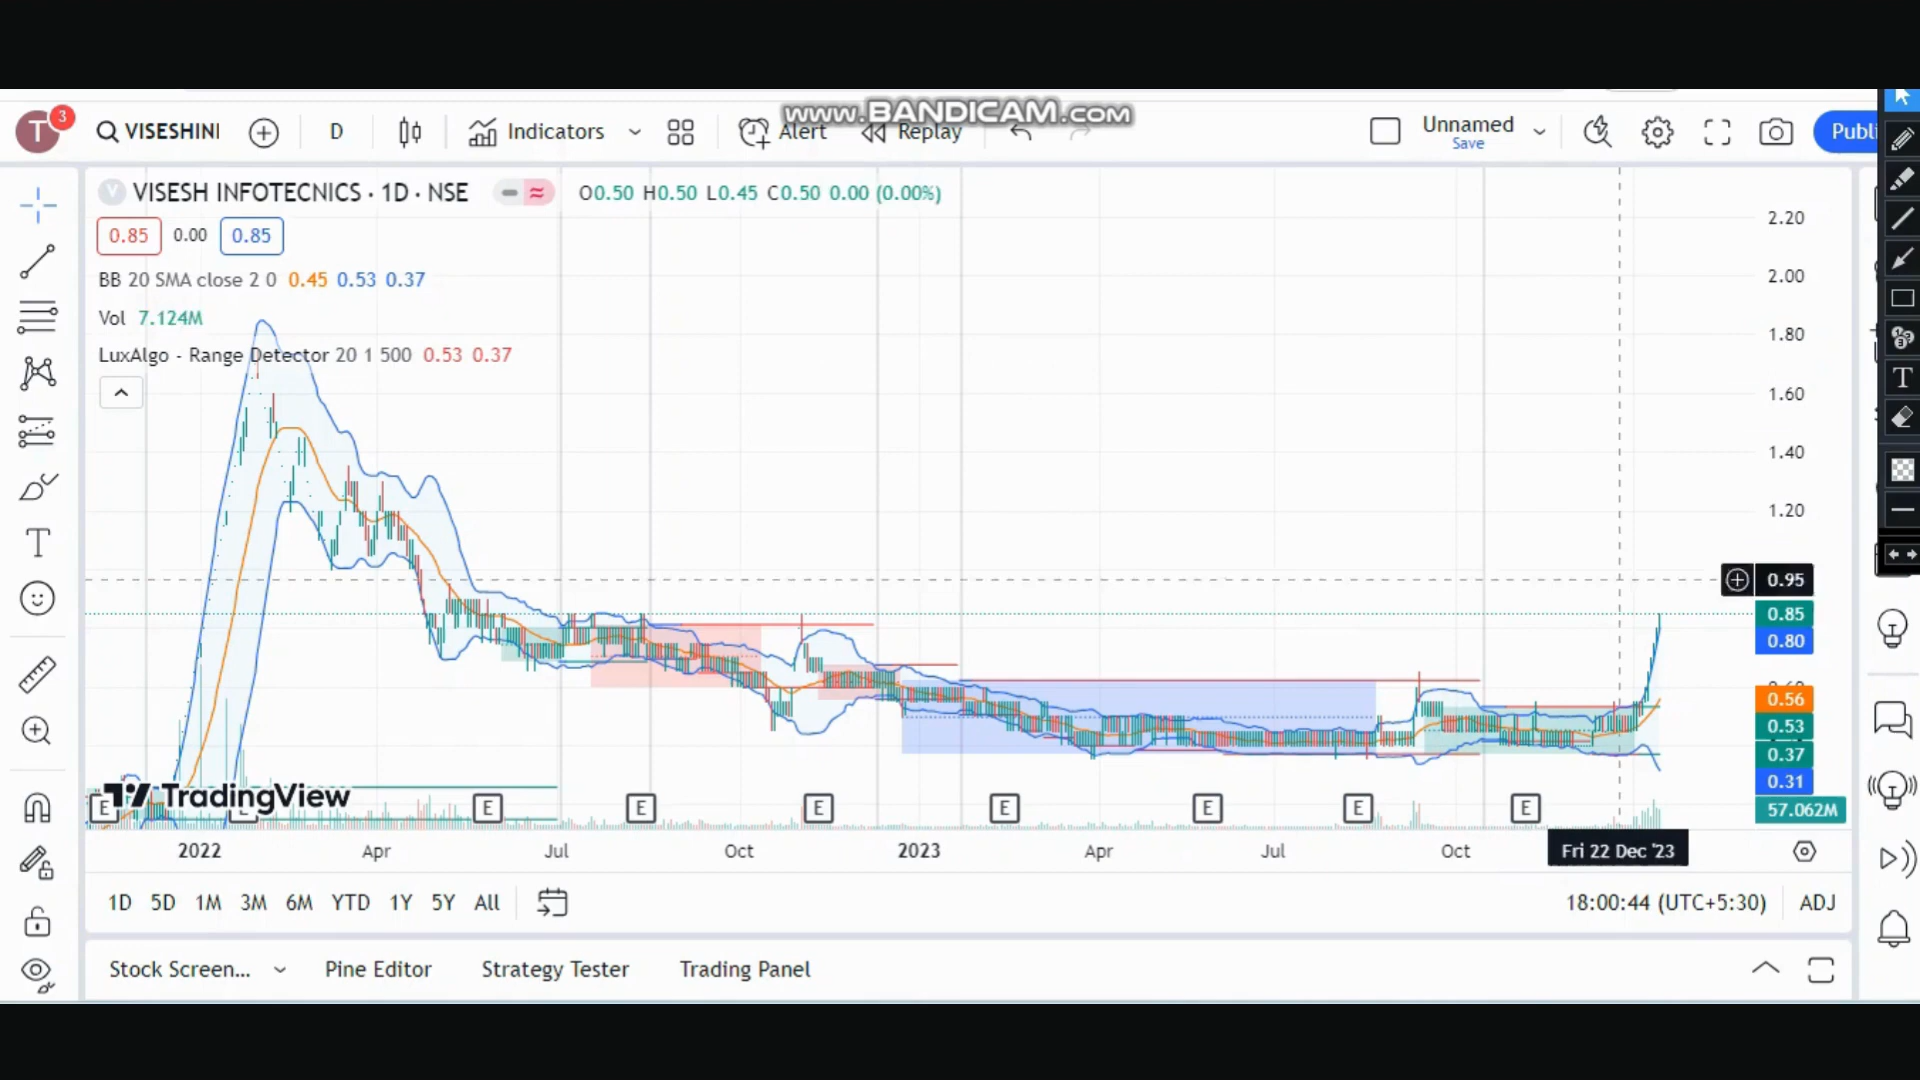 www.BANDICAM.com
T 3 VISESHINI D Indicators Alert Replay Unnamed Publi
Save
V VISESH INFOTECNICS · 1D · NSE O0.50 H0.50 L0.45 C0.50 0.00 (0.00%)
0.85 0.00 0.85
BB 20 SMA close 2 0 0.45 0.53 0.37
Vol 7.124M
LuxAlgo - Range Detector 20 1 500 0.53 0.37
2.20
2.00
1.80
1.60
1.40
1.20
0.95
0.85
0.80
0.56
0.53
0.37
0.31
57.062M
TradingView
E E E E E E E E
2022 Apr Jul Oct 2023 Apr Jul Oct Fri 22 Dec '23
1D 5D 1M 3M 6M YTD 1Y 5Y All 18:00:44 (UTC+5:30) ADJ
Stock Screen... Pine Editor Strategy Tester Trading Panel